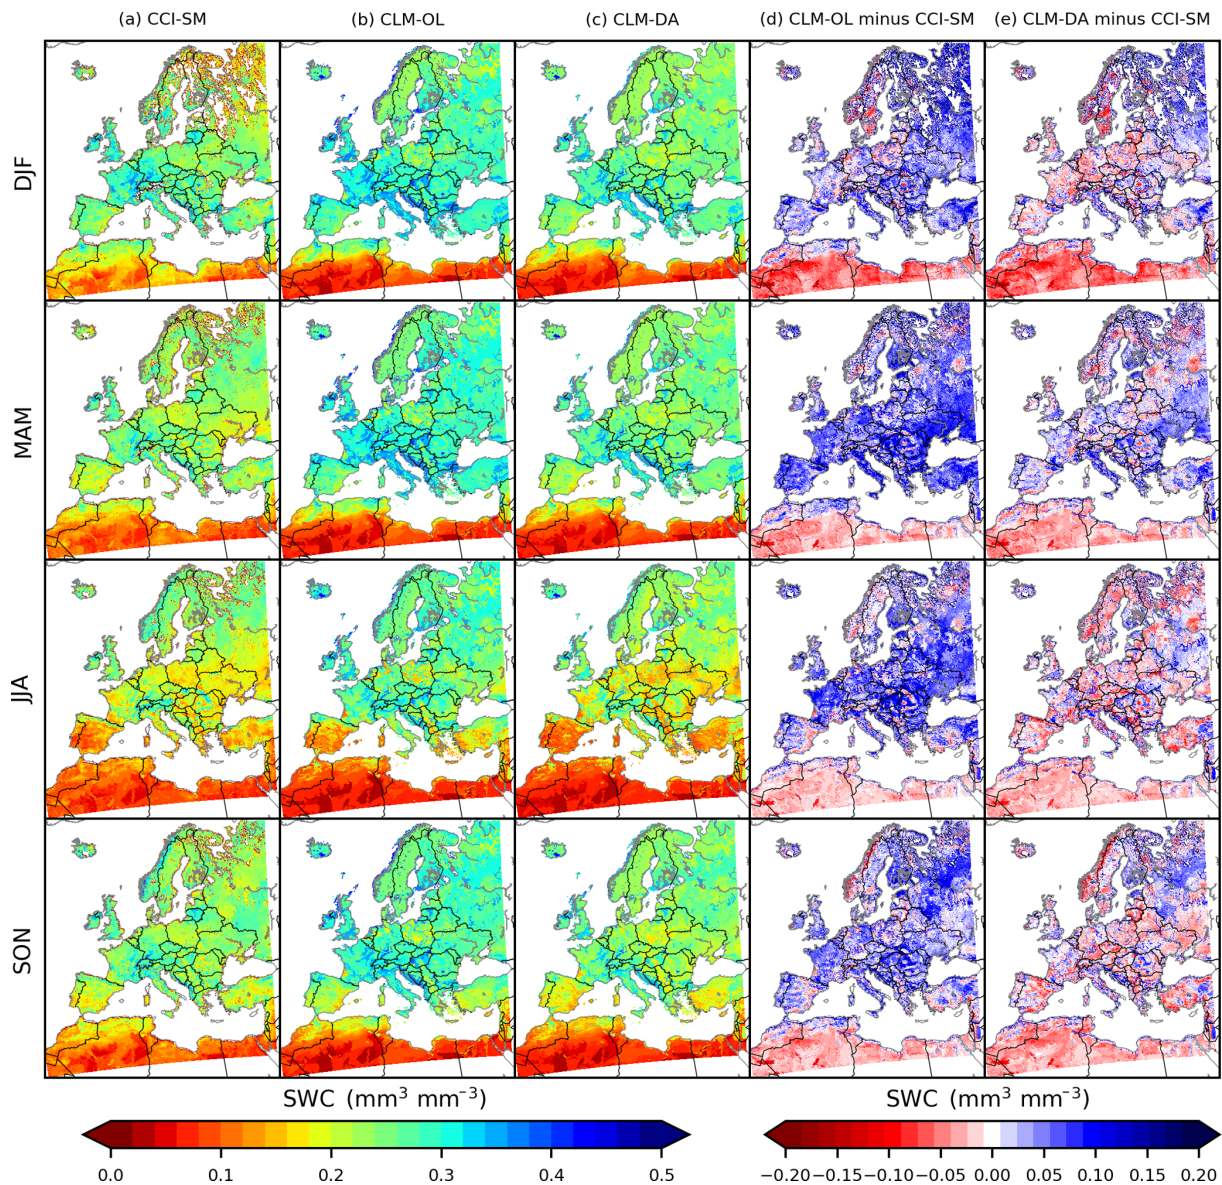 (a) CCI-SM (b) CLM-OL (c) CLM-DA (d) CLM-OL minus CCI-SM (e) CLM-DA minus CCI-SM
DJF
MAM
JJA
SON
SWC (mm³ mm⁻³) SWC (mm³ mm⁻³)
0.0 0.1 0.2 0.3 0.4 0.5 −0.20 −0.15 −0.10 −0.05 0.00 0.05 0.10 0.15 0.20